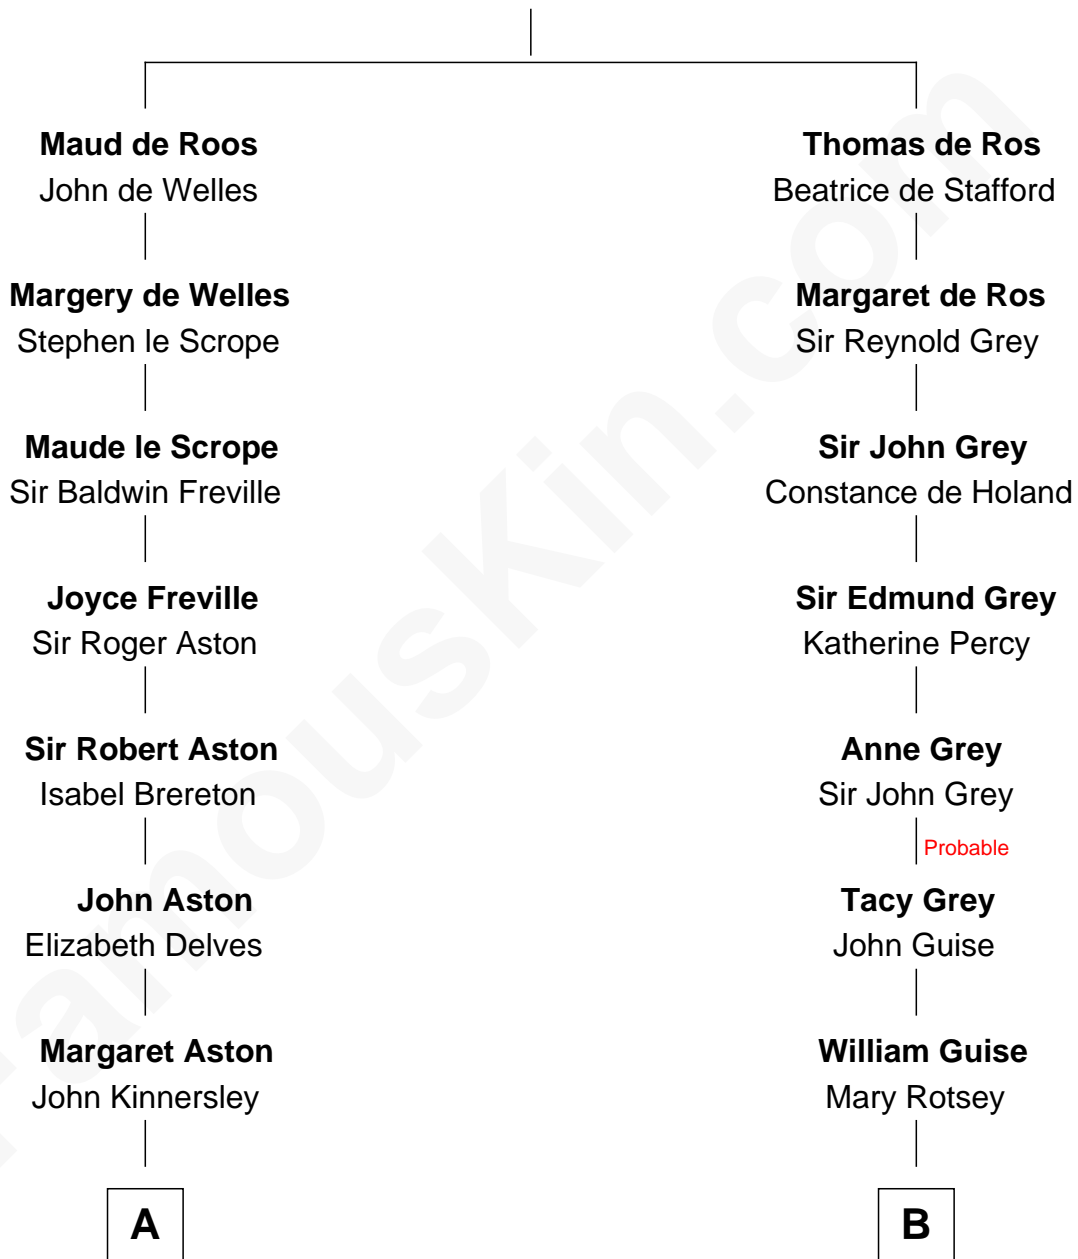 Maud de Roos
John de Welles
Margery de Welles
Stephen le Scrope
Maude le Scrope
Sir Baldwin Freville
Joyce Freville
Sir Roger Aston
Sir Robert Aston
Isabel Brereton
John Aston
Elizabeth Delves
Margaret Aston
John Kinnersley
A
Thomas de Ros
Beatrice de Stafford
Margaret de Ros
Sir Reynold Grey
Sir John Grey
Constance de Holand
Sir Edmund Grey
Katherine Percy
Anne Grey
Sir John Grey
Probable
Tacy Grey
John Guise
William Guise
Mary Rotsey
B
FamousKin.com